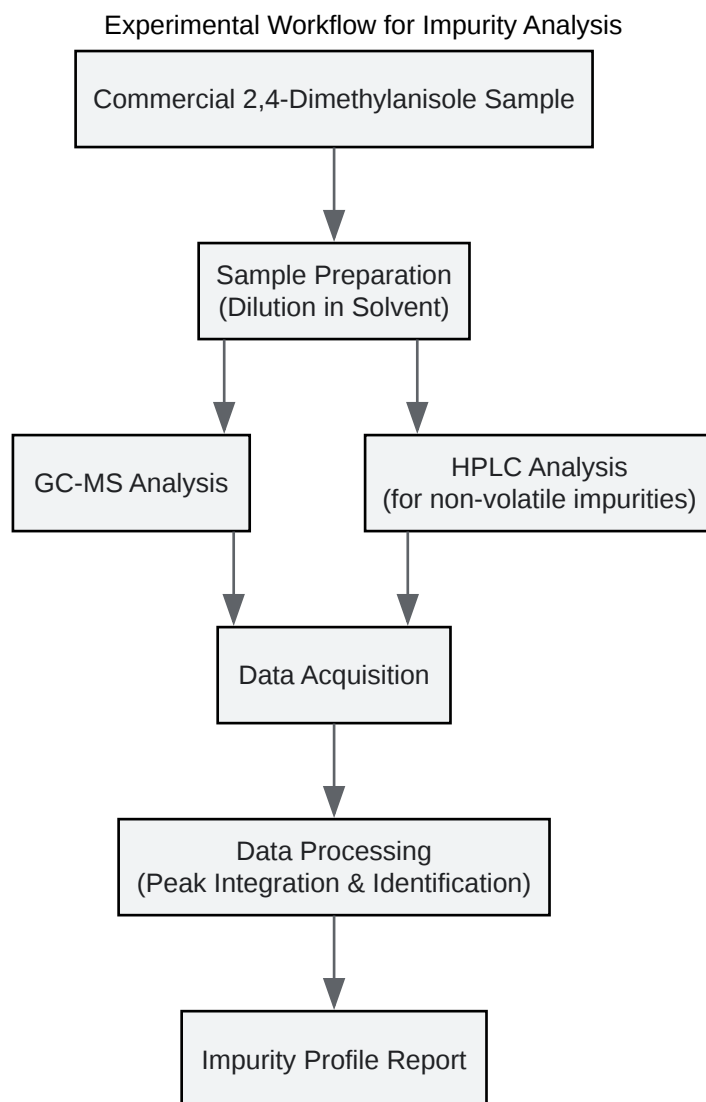 Experimental Workflow for Impurity Analysis
Commercial 2,4-Dimethylanisole Sample
Sample Preparation
(Dilution in Solvent)
GC-MS Analysis
HPLC Analysis
(for non-volatile impurities)
Data Acquisition
Data Processing
(Peak Integration & Identification)
Impurity Profile Report